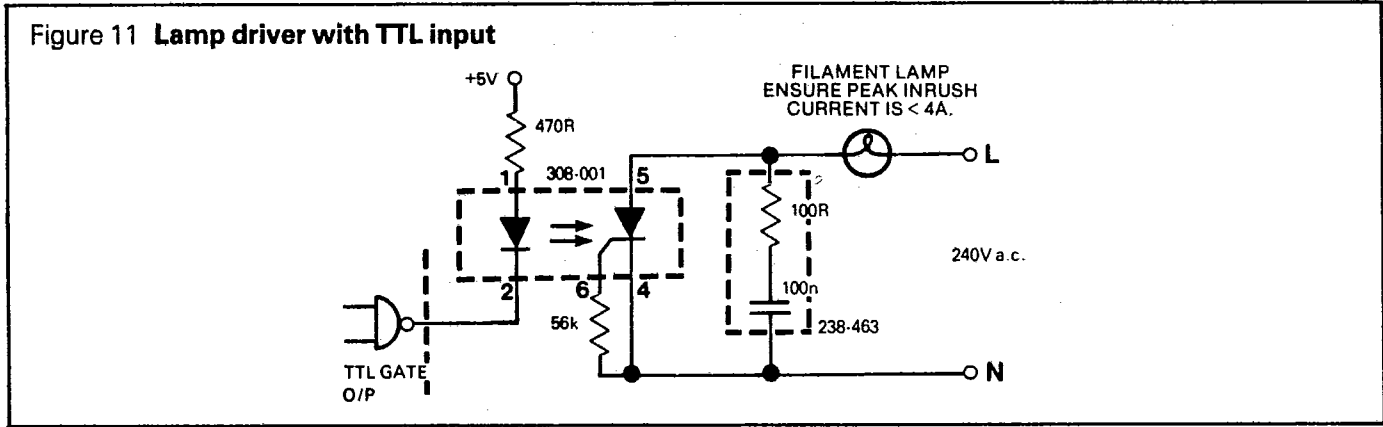 Figure 11 Lamp driver with TTL input
+5V
FILAMENT LAMP
ENSURE PEAK INRUSH
CURRENT IS < 4A.
470R
L
1
308-001
5
100R
240V a.c.
2
6
4
100n
56k
238-463
TTL GATE
O/P
N